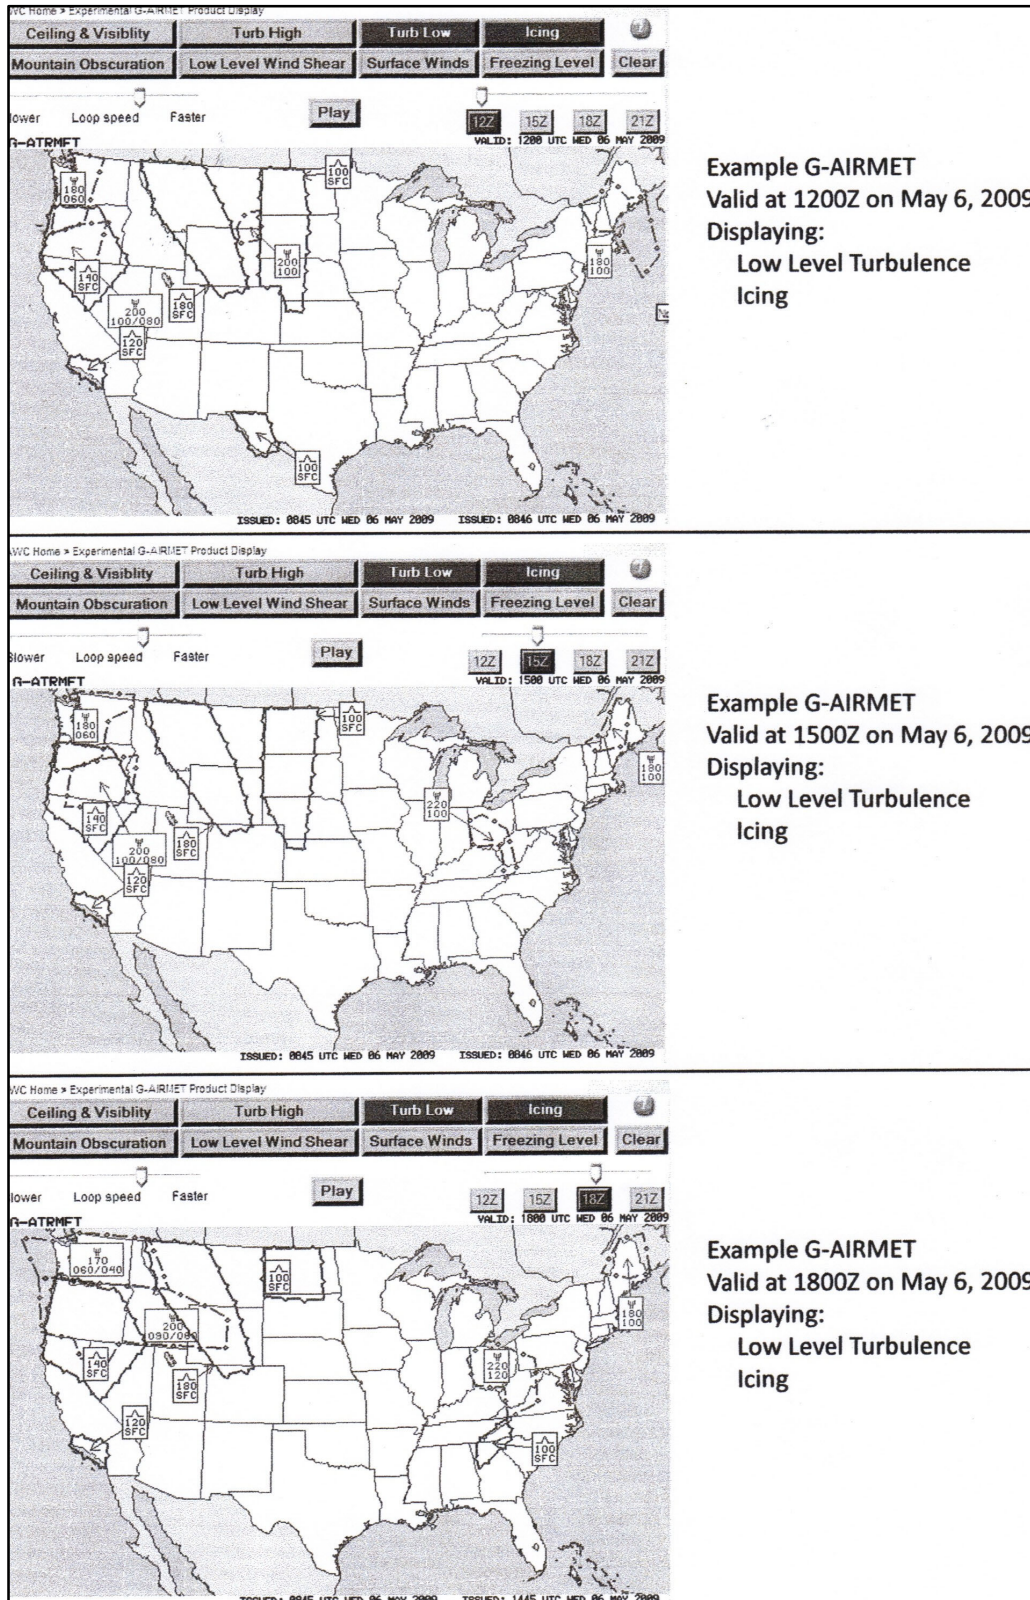 WC Home > Experimental G-AIRMET Product Display
Ceiling & Visiblity Turb High Turb Low Icing
Mountain Obscuration Low Level Wind Shear Surface Winds Freezing Level Clear
lower Loop speed Faster Play 12Z 15Z 18Z 21Z
G-AIRMET VALID: 1200 UTC WED 06 MAY 2009
100
SFC
180
060
200
100
180
100
140
SFC
180
SFC
200
100/080
120
SFC
100
SFC
ISSUED: 0845 UTC WED 06 MAY 2009 ISSUED: 0846 UTC WED 06 MAY 2009
Example G-AIRMET
Valid at 1200Z on May 6, 2009
Displaying:
Low Level Turbulence
Icing
WC Home > Experimental G-AIRMET Product Display
Ceiling & Visiblity Turb High Turb Low Icing
Mountain Obscuration Low Level Wind Shear Surface Winds Freezing Level Clear
Slower Loop speed Faster Play 12Z 15Z 18Z 21Z
G-AIRMET VALID: 1500 UTC WED 06 MAY 2009
100
SFC
180
060
180
100
220
100
140
SFC
180
SFC
200
100/080
120
SFC
ISSUED: 0845 UTC WED 06 MAY 2009 ISSUED: 0846 UTC WED 06 MAY 2009
Example G-AIRMET
Valid at 1500Z on May 6, 2009
Displaying:
Low Level Turbulence
Icing
WC Home > Experimental G-AIRMET Product Display
Ceiling & Visiblity Turb High Turb Low Icing
Mountain Obscuration Low Level Wind Shear Surface Winds Freezing Level Clear
lower Loop speed Faster Play 12Z 15Z 18Z 21Z
G-AIRMET VALID: 1800 UTC WED 06 MAY 2009
170
060/040
100
SFC
180
100
200
090/080
140
SFC
180
SFC
220
120
120
SFC
100
SFC
ISSUED: 0845 UTC WED 06 MAY 2009 ISSUED: 1445 UTC WED 06 MAY 2009
Example G-AIRMET
Valid at 1800Z on May 6, 2009
Displaying:
Low Level Turbulence
Icing